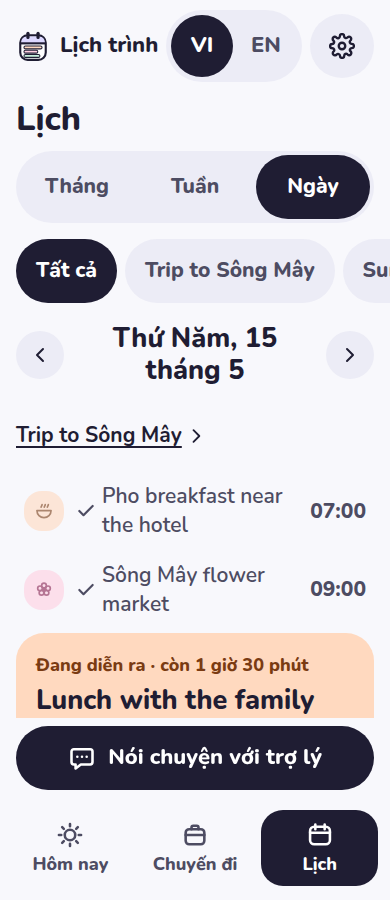 Lịch trình
VI
EN
Lịch
Tháng
Tuần
Ngày
Tất cả
Trip to Sông Mây
Thứ Năm, 15
tháng 5
Trip to Sông Mây
Pho breakfast near
the hotel
07:00
Sông Mây flower
market
09:00
Đang diễn ra · còn 1 giờ 30 phút
Lunch with the family
Nói chuyện với trợ lý
Hôm nay
Chuyến đi
Lịch